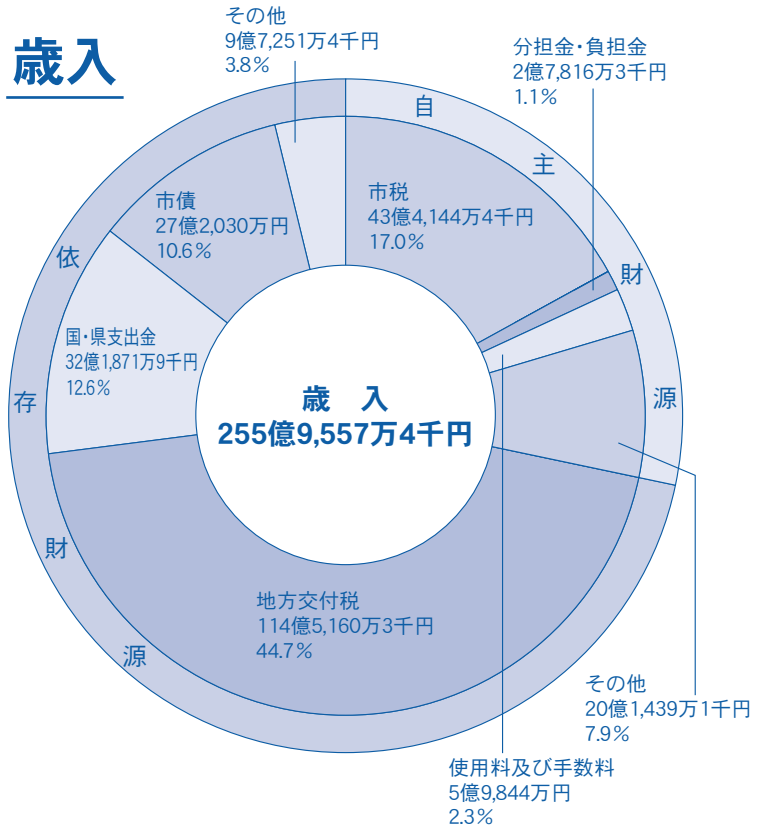 歳入
その他
9億7,251万4千円
3.8%
分担金・負担金
2億7,816万3千円
1.1%
自主財源
市税
43億4,144万4千円
17.0%
市債
27億2,030万円
10.6%
国・県支出金
32億1,871万9千円
12.6%
歳　入
255億9,557万4千円
依存財源
地方交付税
114億5,160万3千円
44.7%
その他
20億1,439万1千円
7.9%
使用料及び手数料
5億9,844万円
2.3%